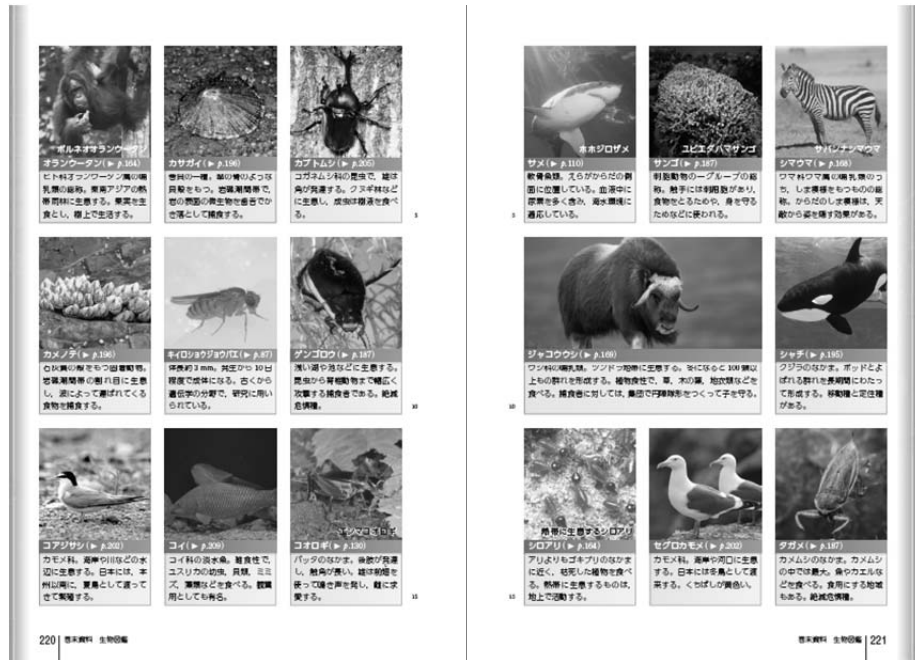 ボルネオオランウータン
オランウータン(▶ p.164)
ヒト科オランウータン属の哺
乳類の総称。東南アジアの熱
帯雨林に生息する。果実を主
食とし、樹上で生活する。
カサガイ(▶ p.196)
巻貝の一種。傘の骨のような
貝殻をもつ。岩礁潮間帯で、
岩の表面の微生物を歯舌でか
き落として捕食する。
カブトムシ(▶ p.205)
コガネムシ科の昆虫で、雄は
角が発達する。クヌギ林など
に生息し、成虫は樹液を食べ
る。
5
カメノテ(▶ p.196)
石灰質の殻をもつ固着動物。
岩礁潮間帯の割れ目に生息
し、波によって運ばれてくる
食物を捕食する。
キイロショウジョウバエ(▶ p.87)
体長約3mm。発生から10日
程度で成体になる。古くから
遺伝学の分野で、研究に用い
られている。
ゲンゴロウ(▶ p.187)
浅い湖や池などに生息する。
昆虫から脊椎動物まで幅広く
攻撃する捕食者である。絶滅
危惧種。
10
コアジサシ(▶ p.202)
カモメ科。海岸や川などの水
辺に生息する。日本には、本
州以南に、夏鳥として渡って
きて繁殖する。
コイ(▶ p.209)
コイ科の淡水魚。雑食性で、
ユスリカの幼虫、貝類、ミミ
ズ、藻類などを食べる。観賞
用としても有名。
コオロギ(▶ p.130)
バッタのなかま。後肢が発達
し、触角が長い。雄は前翅を
使って鳴き声を発し、雌に求
愛する。
15
220
巻末資料 生物図鑑
ホホジロザメ
サメ(▶ p.110)
軟骨魚類。えらがからだの側
面に位置している。血液中に
尿素を多く含み、海水環境に
適応している。
ユビエダハマサンゴ
サンゴ(▶ p.187)
刺胞動物の一グループの総
称。触手には刺細胞があり、
食物をとるためや、身を守る
ためなどに使われる。
サバンナシマウマ
シマウマ(▶ p.168)
ウマ科ウマ属の哺乳類のう
ち、しま模様をもつものの総
称。からだのしま模様は、天
敵から姿を隠す効果がある。
5
ジャコウウシ(▶ p.169)
ウシ科の哺乳類。ツンドラ地帯に生息する。冬になると100頭以
上もの群れを形成する。植物食性で、草、木の葉、地衣類などを
食べる。捕食者に対しては、集団で円陣隊形をつくって子を守る。
シャチ(▶ p.195)
クジラのなかま。ポッドとよ
ばれる群れを長期間にわたっ
て形成する。移動種と定住種
がある。
10
熱帯に生息するシロアリ
シロアリ(▶ p.164)
アリよりもゴキブリのなかま
に近く、枯死した植物を食べ
る。熱帯に生息するものは、
地上で活動する。
セグロカモメ(▶ p.202)
カモメ科。海岸や河口に生息
する。日本には冬鳥として渡
来する。くちばしが黄色い。
タガメ(▶ p.187)
カメムシのなかま。カメムシ
の中では最大。魚やカエルな
どを食べる。食用にする地域
もある。絶滅危惧種。
15
巻末資料 生物図鑑
221